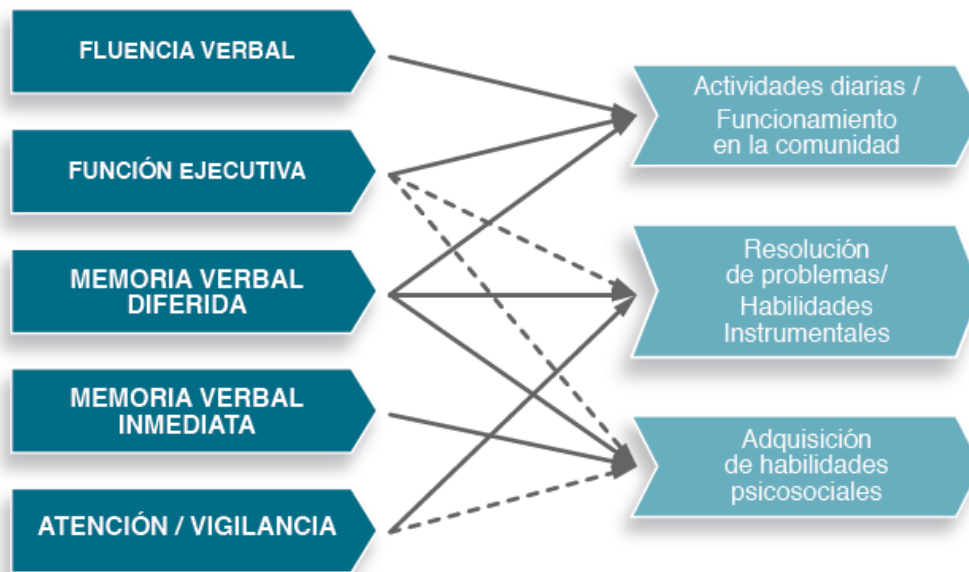 FLUENCIA VERBAL
FUNCIÓN EJECUTIVA
MEMORIA VERBAL
DIFERIDA
MEMORIA VERBAL
INMEDIATA
ATENCIÓN / VIGILANCIA
Actividades diarias /
Funcionamiento
en la comunidad
Resolución
de problemas/
Habilidades
Instrumentales
Adquisición
de habilidades
psicosociales